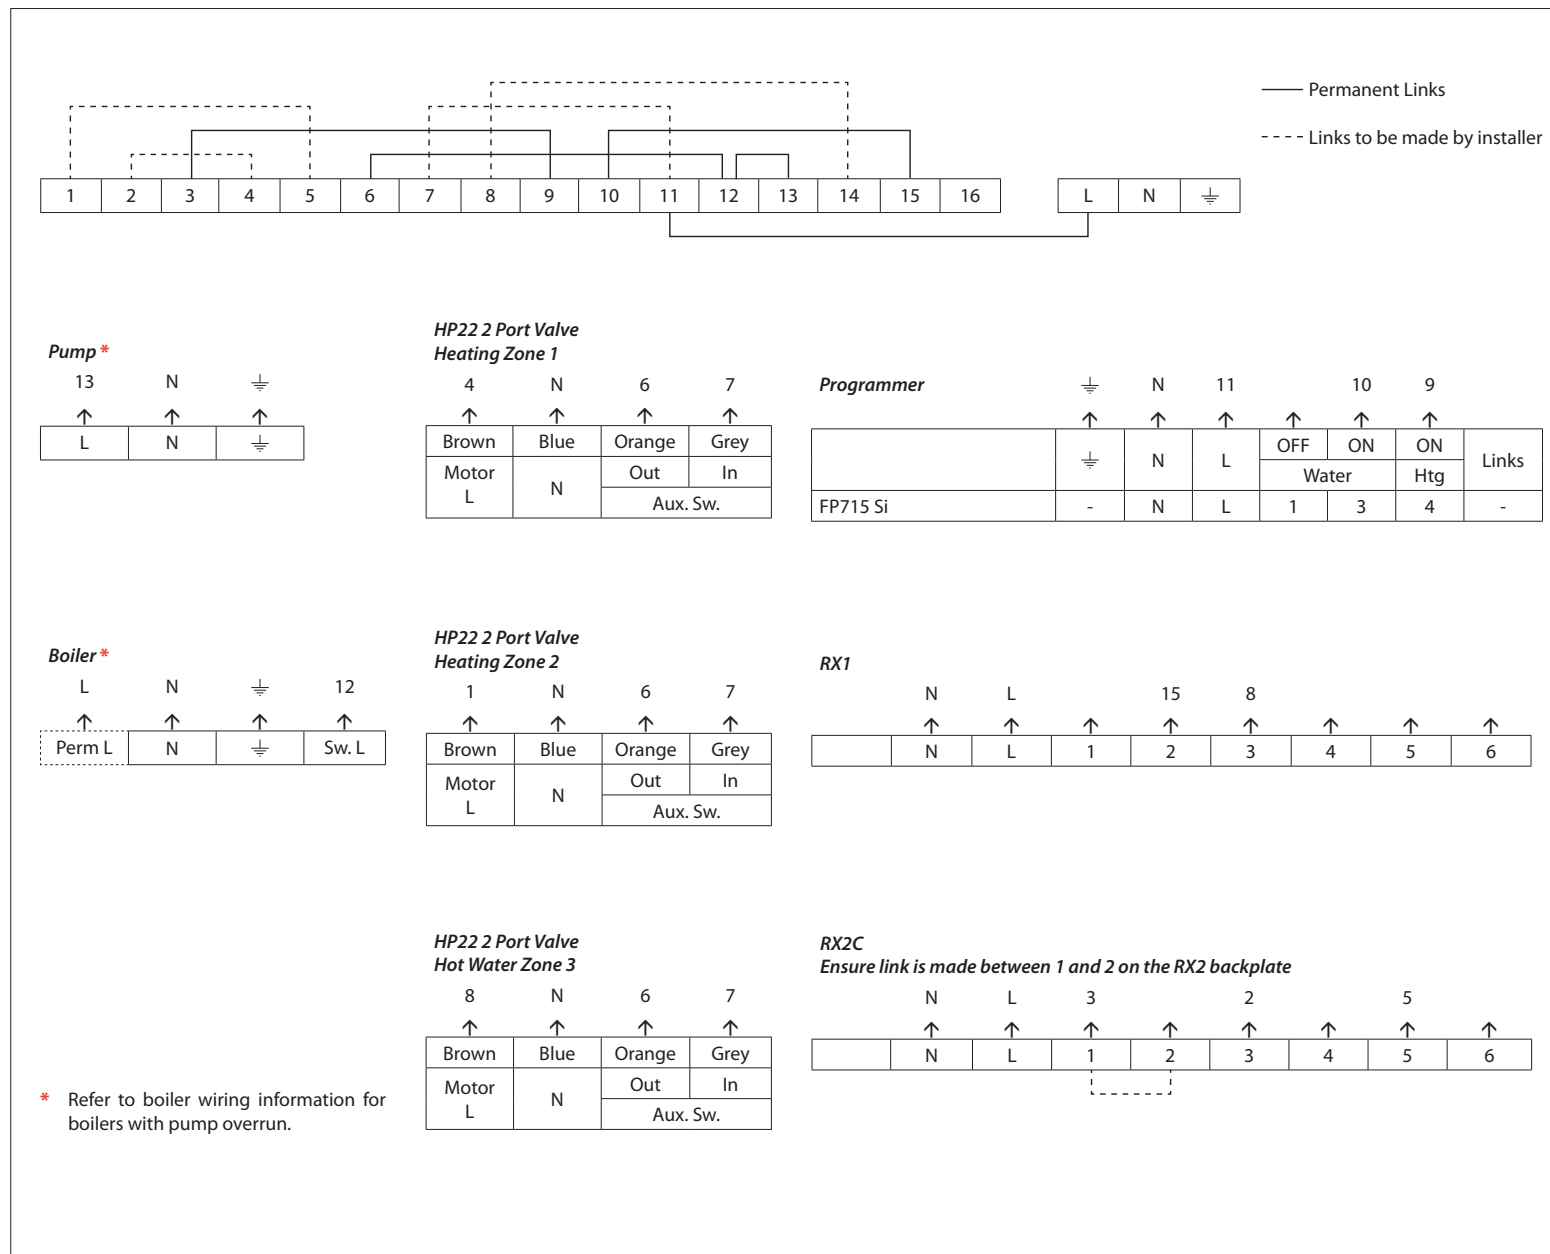 Permanent Links
Links to be made by installer
1 2 3 4 5 6 7 8 9 10 11 12 13 14 15 16 L N ⏚
Pump *
13 N ⏚
L N ⏚
HP22 2 Port Valve
Heating Zone 1
4 N 6 7
Brown Blue Orange Grey
Motor L N Out In
Aux. Sw.
Programmer ⏚ N 11 10 9
⏚ N L OFF ON ON Links
Water Htg
FP715 Si - N L 1 3 4 -
Boiler *
L N ⏚ 12
Perm L N ⏚ Sw. L
HP22 2 Port Valve
Heating Zone 2
1 N 6 7
Brown Blue Orange Grey
Motor L N Out In
Aux. Sw.
RX1
N L 15 8
N L 1 2 3 4 5 6
HP22 2 Port Valve
Hot Water Zone 3
8 N 6 7
Brown Blue Orange Grey
Motor L N Out In
Aux. Sw.
RX2C
Ensure link is made between 1 and 2 on the RX2 backplate
N L 3 2 5
N L 1 2 3 4 5 6
* Refer to boiler wiring information for
boilers with pump overrun.